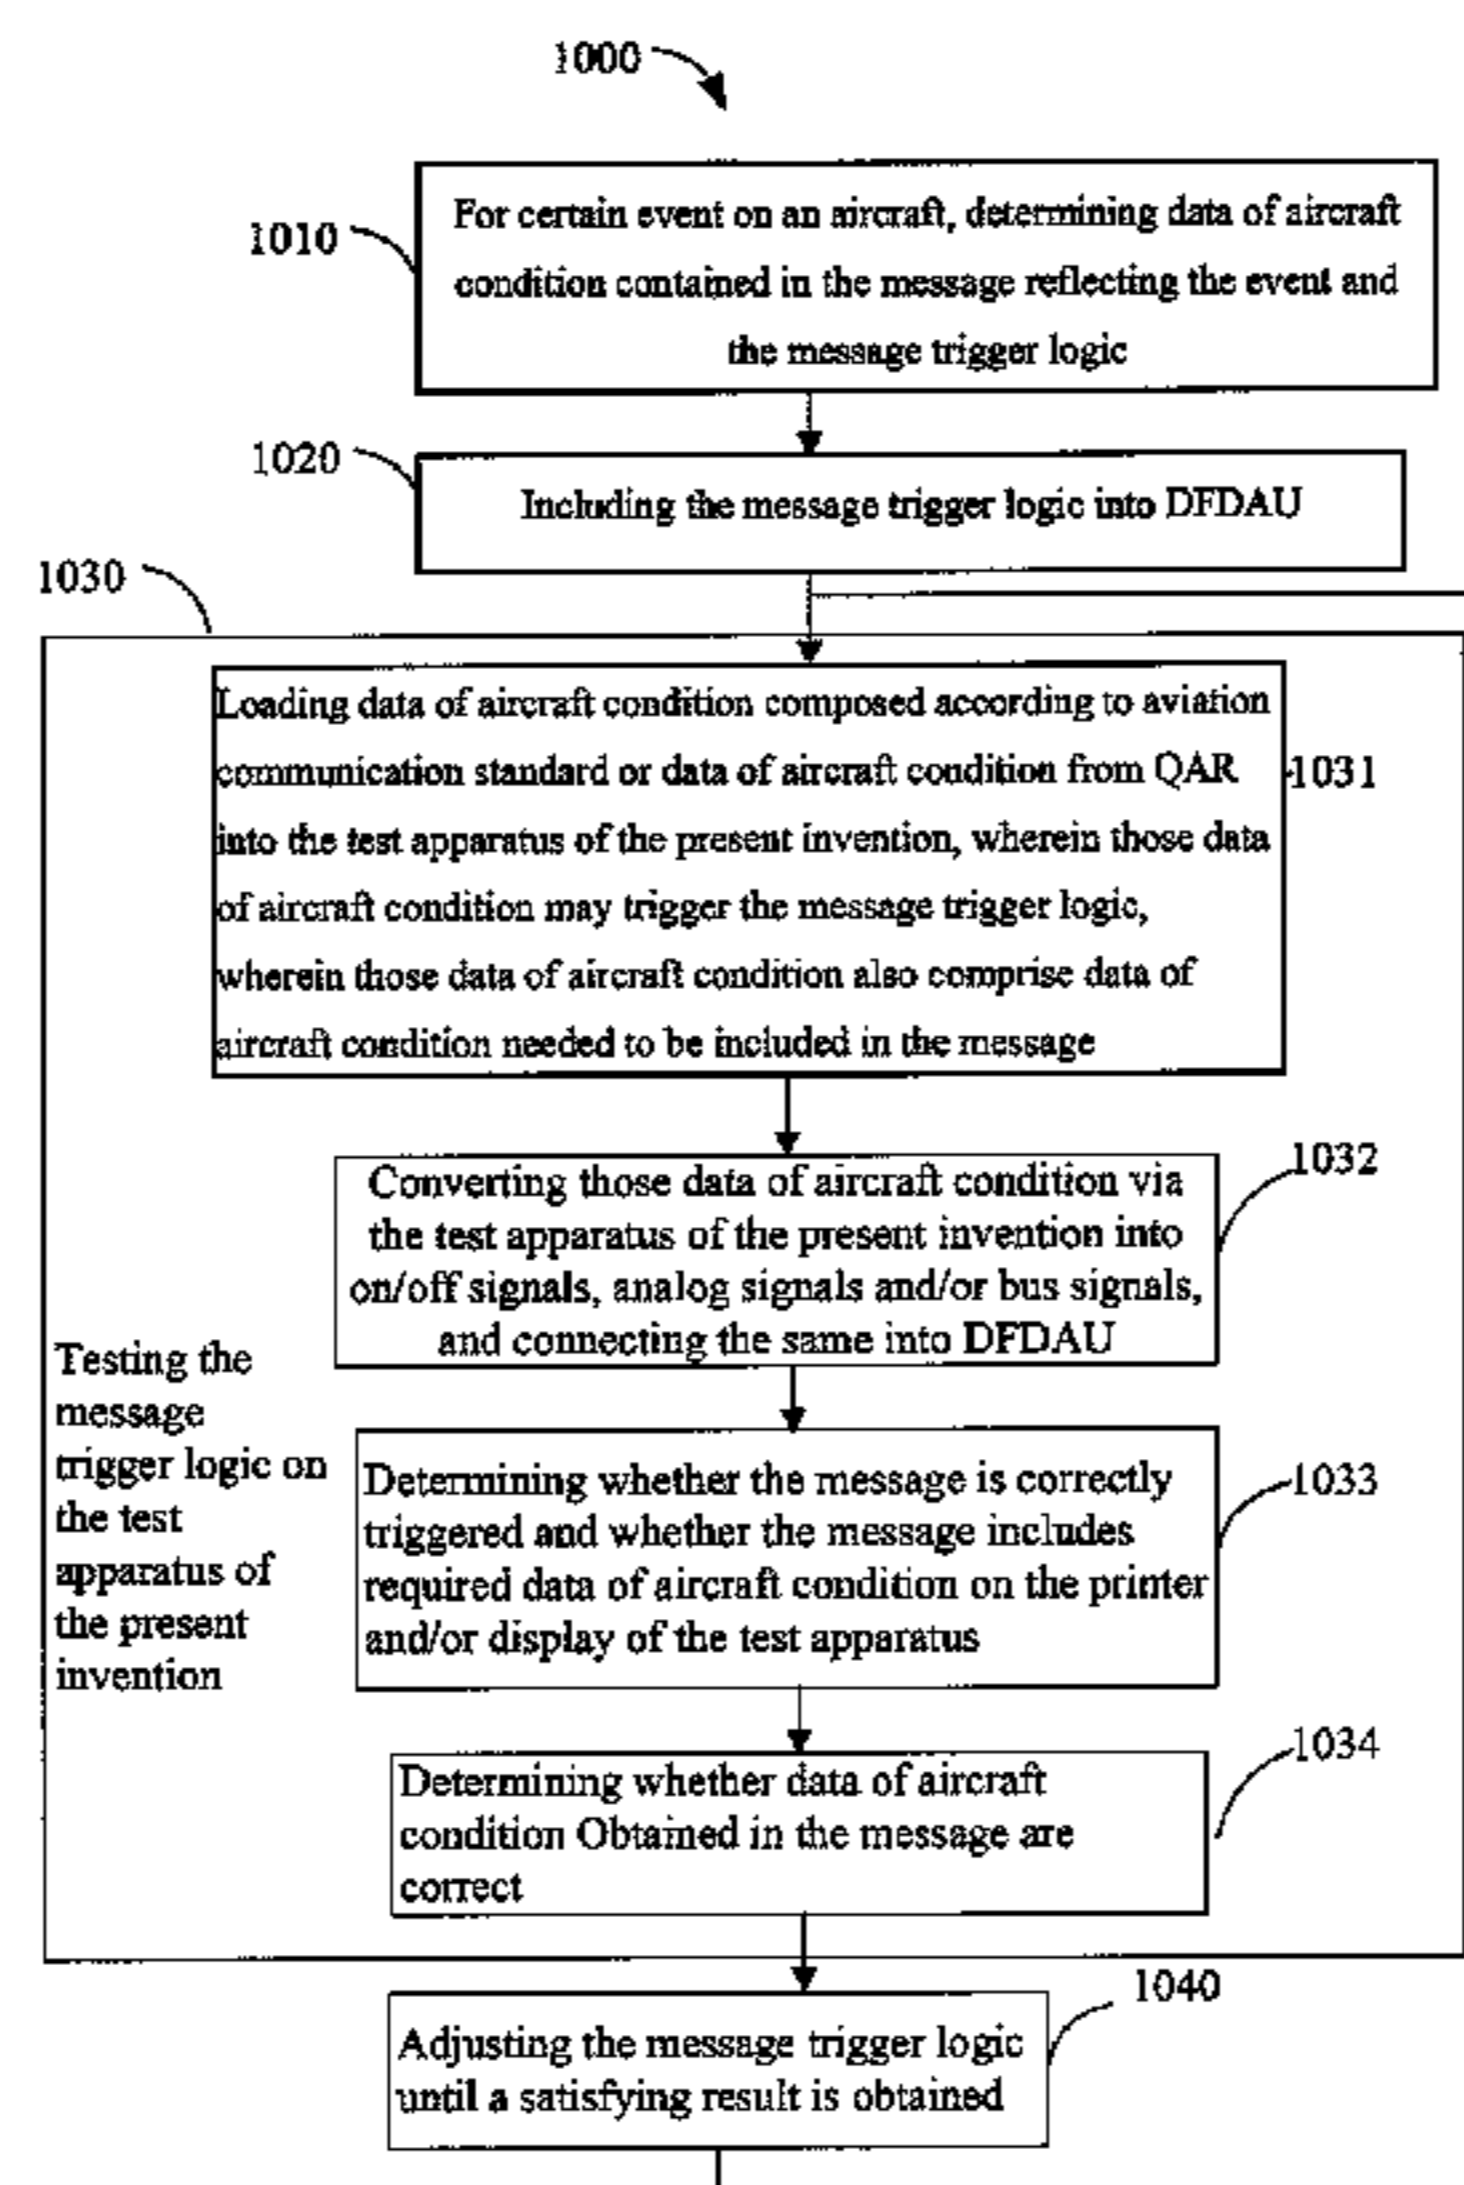 1000
1010
For certain event on an aircraft, determining data of aircraft
condition contained in the message reflecting the event and
the message trigger logic
1020
Including the message trigger logic into DFDAU
1030
Loading data of aircraft condition composed according to aviation
communication standard or data of aircraft condition from QAR
into the test apparatus of the present invention, wherein those data
of aircraft condition may trigger the message trigger logic,
wherein those data of aircraft condition also comprise data of
aircraft condition needed to be included in the message
1031
Converting those data of aircraft condition via
the test apparatus of the present invention into
on/off signals, analog signals and/or bus signals,
and connecting the same into DFDAU
1032
Testing the
message
trigger logic on
the test
apparatus of
the present
invention
Determining whether the message is correctly
triggered and whether the message includes
required data of aircraft condition on the printer
and/or display of the test apparatus
1033
Determining whether data of aircraft
condition Obtained in the message are
correct
1034
1040
Adjusting the message trigger logic
until a satisfying result is obtained